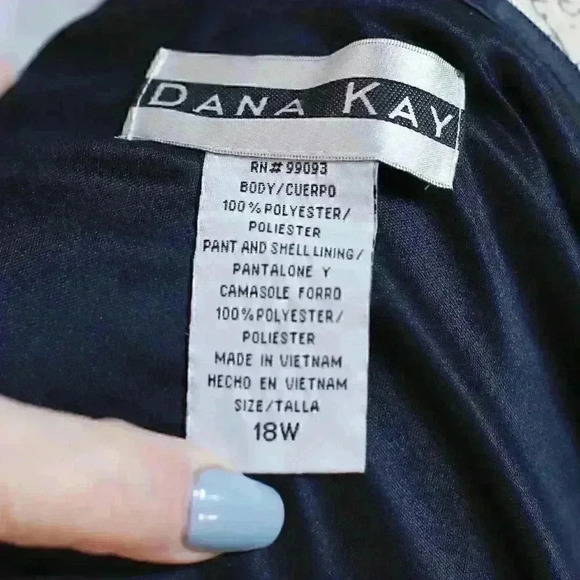 DANA KAY
RN# 99093
BODY/CUERPO
100% POLYESTER/
POLIESTER
PANT AND SHELL LINING/
PANTALONE Y
CAMASOLE FORRO
100% POLYESTER/
POLIESTER
MADE IN VIETNAM
HECHO EN VIETNAM
SIZE/TALLA
18W